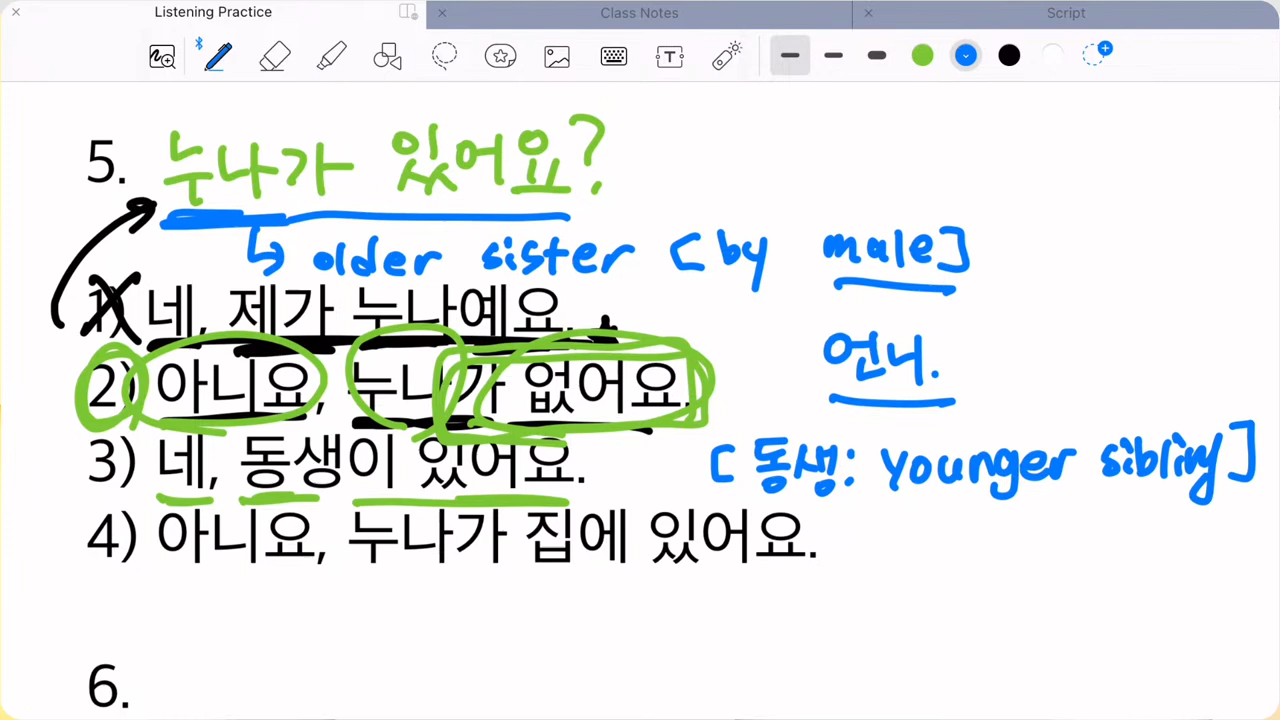 Listening Practice
Class Notes
Script
5. 누나가 있어요?
older sister [by male]
1) 네, 제가 누나예요.
2) 아니요, 누나가 없어요.
언니.
3) 네, 동생이 있어요.
[동생: younger sibling]
4) 아니요, 누나가 집에 있어요.
6.